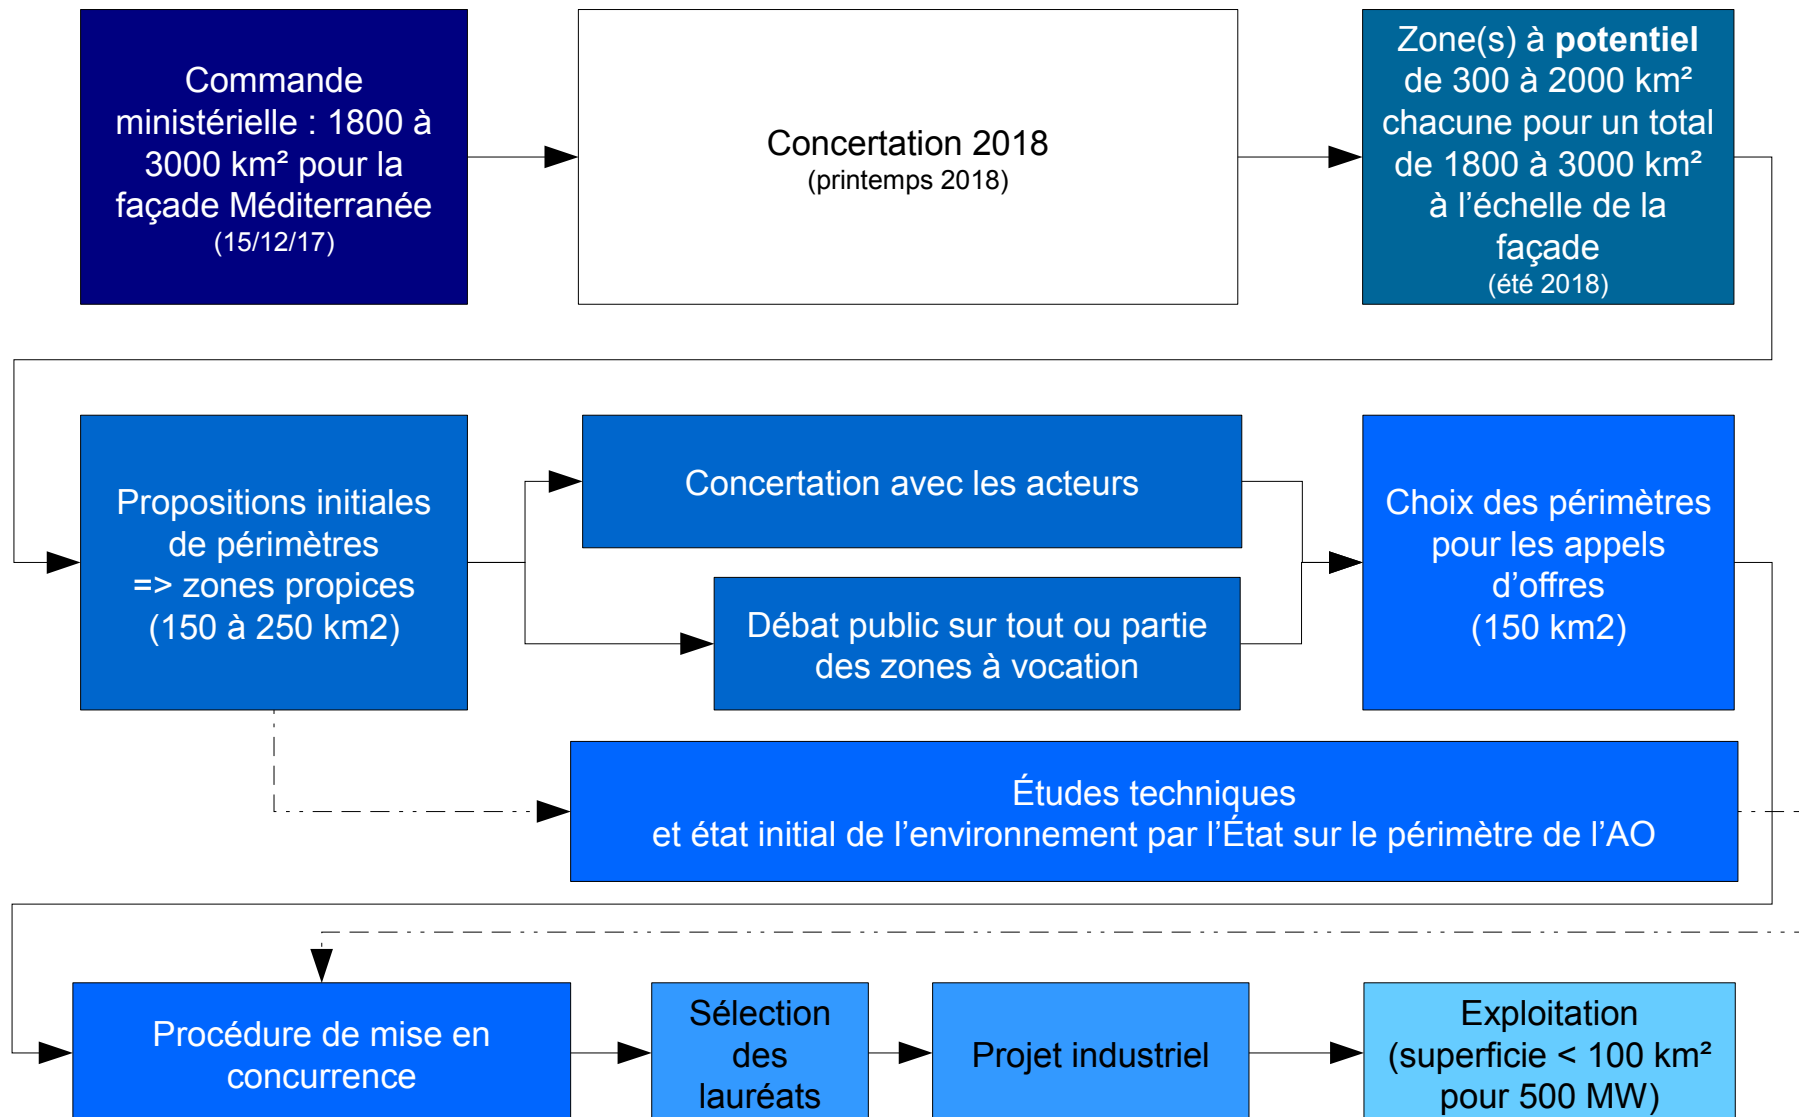 Commande
ministérielle : 1800 à
3000 km² pour la
façade Méditerranée
(15/12/17)
Concertation 2018
(printemps 2018)
Zone(s) à potentiel
de 300 à 2000 km²
chacune pour un total
de 1800 à 3000 km²
à l’échelle de la
façade
(été 2018)
Propositions initiales
de périmètres
=> zones propices
(150 à 250 km2)
Concertation avec les acteurs
Débat public sur tout ou partie
des zones à vocation
Choix des périmètres
pour les appels
d’offres
(150 km2)
Études techniques
et état initial de l’environnement par l’État sur le périmètre de l’AO
Procédure de mise en
concurrence
Sélection
des
lauréats
Projet industriel
Exploitation
(superficie < 100 km²
pour 500 MW)